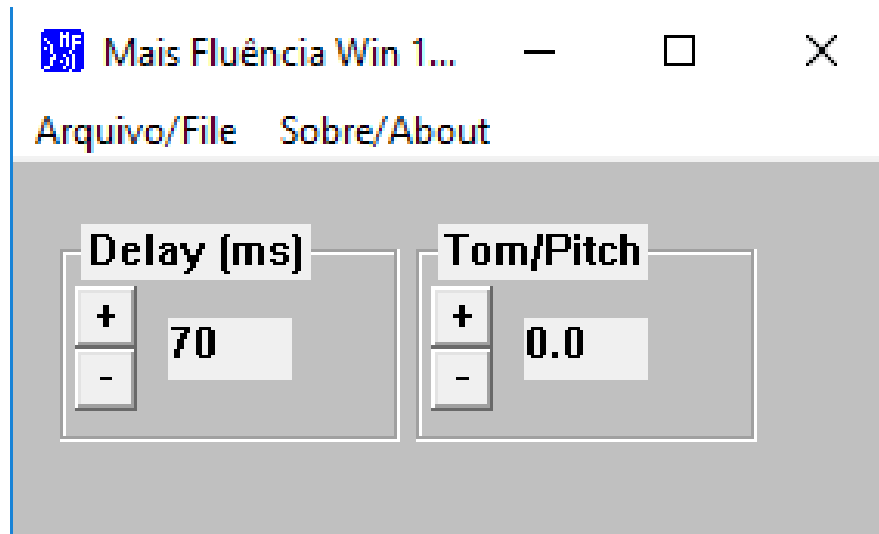 Mais Fluência Win 1...
Arquivo/File Sobre/About
Delay (ms) Tom/Pitch
+ +
70 0.0
- -